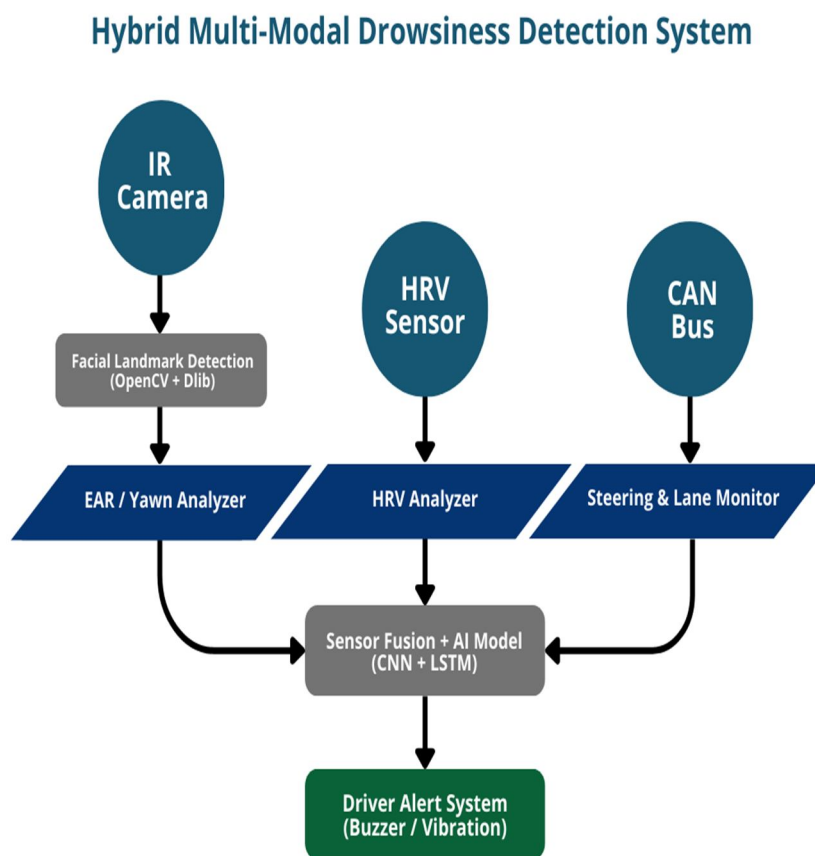 Hybrid Multi-Modal Drowsiness Detection System
IR
Camera
HRV
Sensor
CAN
Bus
Facial Landmark Detection
(OpenCV + Dlib)
EAR / Yawn Analyzer
HRV Analyzer
Steering & Lane Monitor
Sensor Fusion + AI Model
(CNN + LSTM)
Driver Alert System
(Buzzer / Vibration)